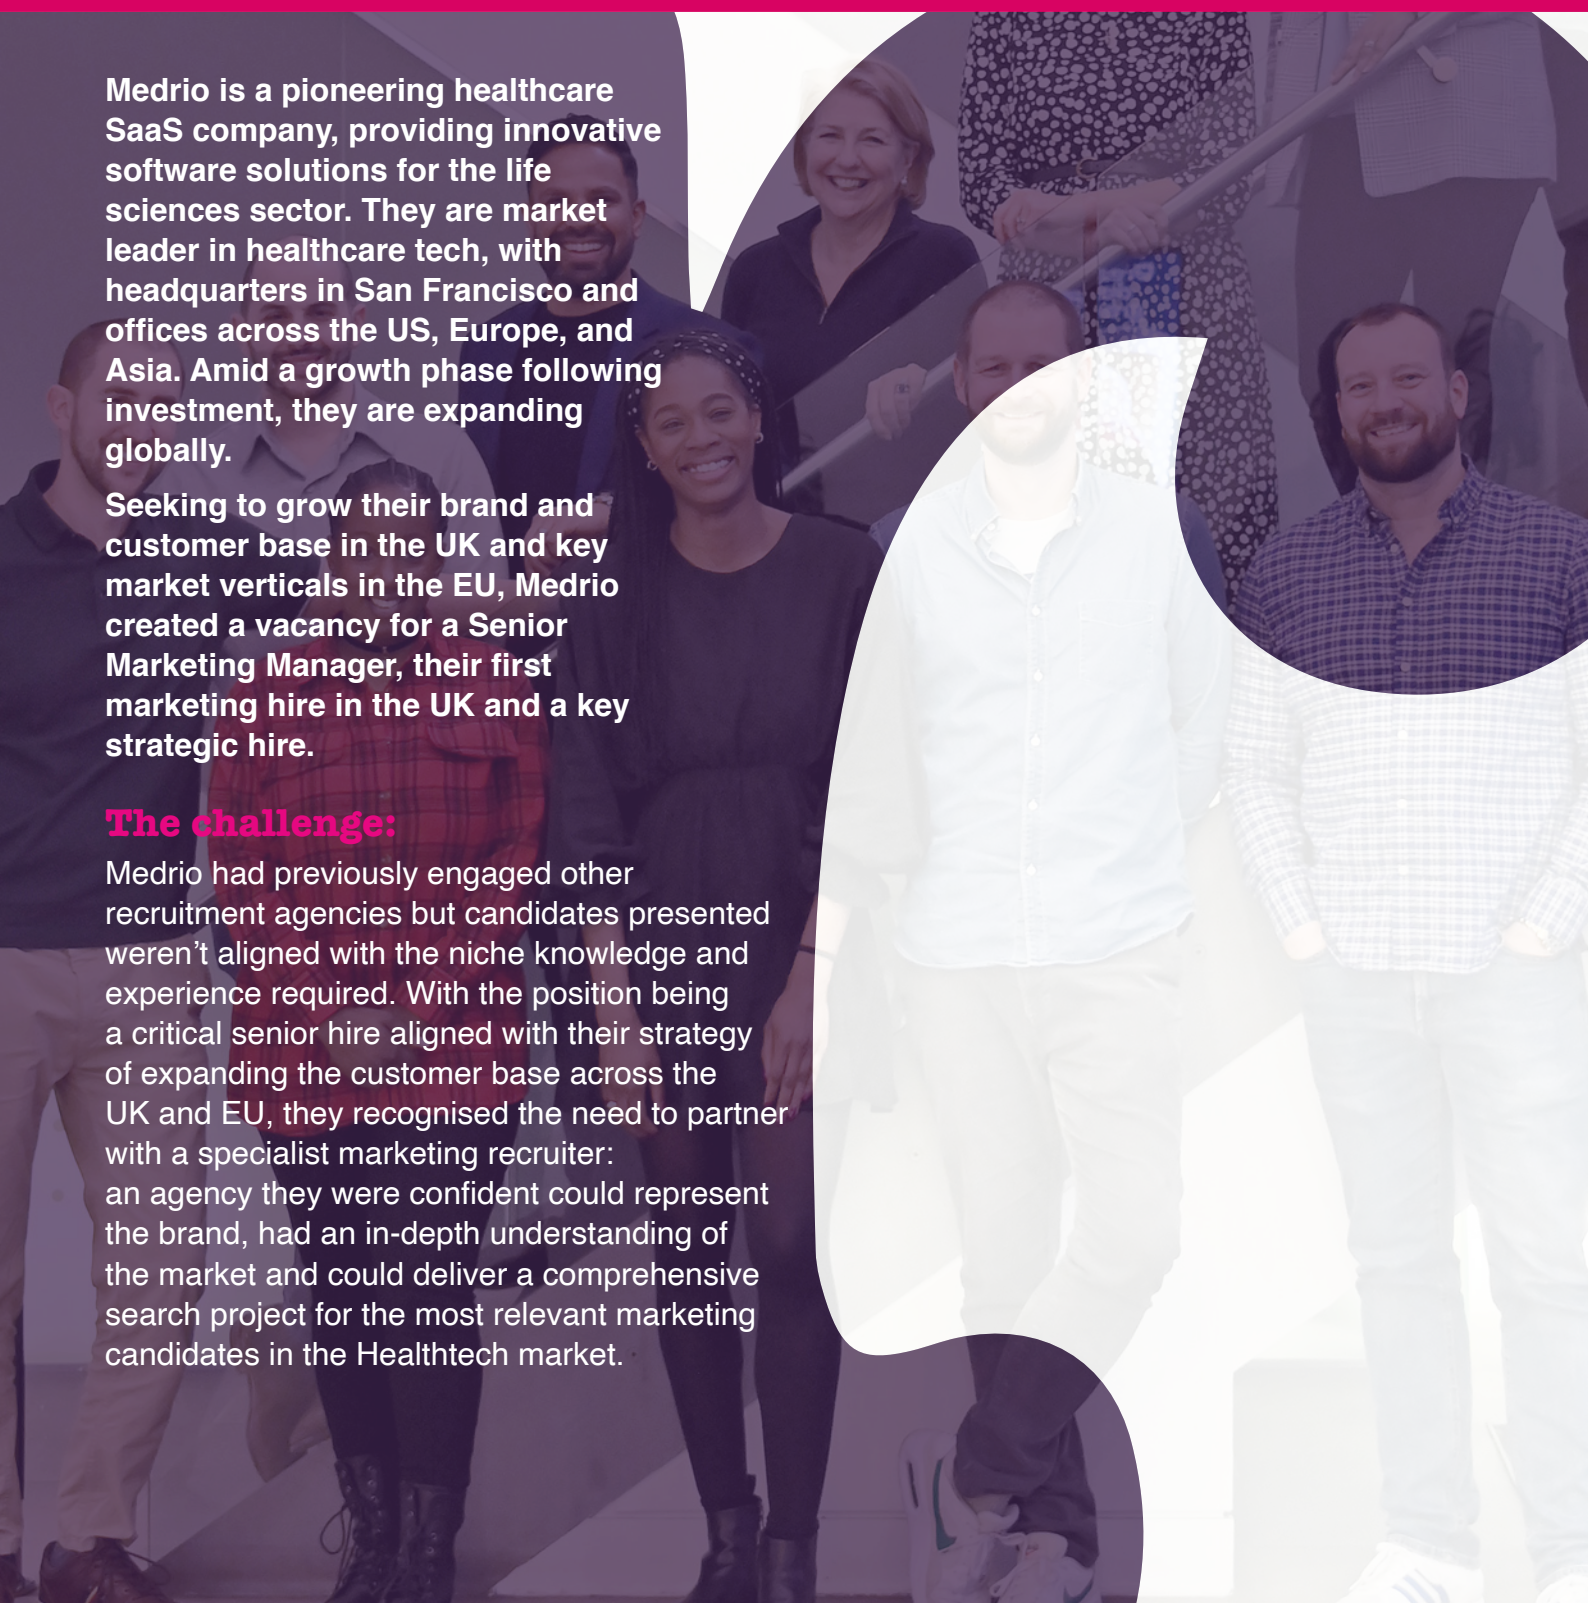 Medrio is a pioneering healthcare
SaaS company, providing innovative
software solutions for the life
sciences sector. They are market
leader in healthcare tech, with
headquarters in San Francisco and
offices across the US, Europe, and
Asia. Amid a growth phase following
investment, they are expanding
globally.
Seeking to grow their brand and
customer base in the UK and key
market verticals in the EU, Medrio
created a vacancy for a Senior
Marketing Manager, their first
marketing hire in the UK and a key
strategic hire.
The challenge:
Medrio had previously engaged other
recruitment agencies but candidates presented
weren’t aligned with the niche knowledge and
experience required. With the position being
a critical senior hire aligned with their strategy
of expanding the customer base across the
UK and EU, they recognised the need to partner
with a specialist marketing recruiter:
an agency they were confident could represent
the brand, had an in-depth understanding of
the market and could deliver a comprehensive
search project for the most relevant marketing
candidates in the Healthtech market.